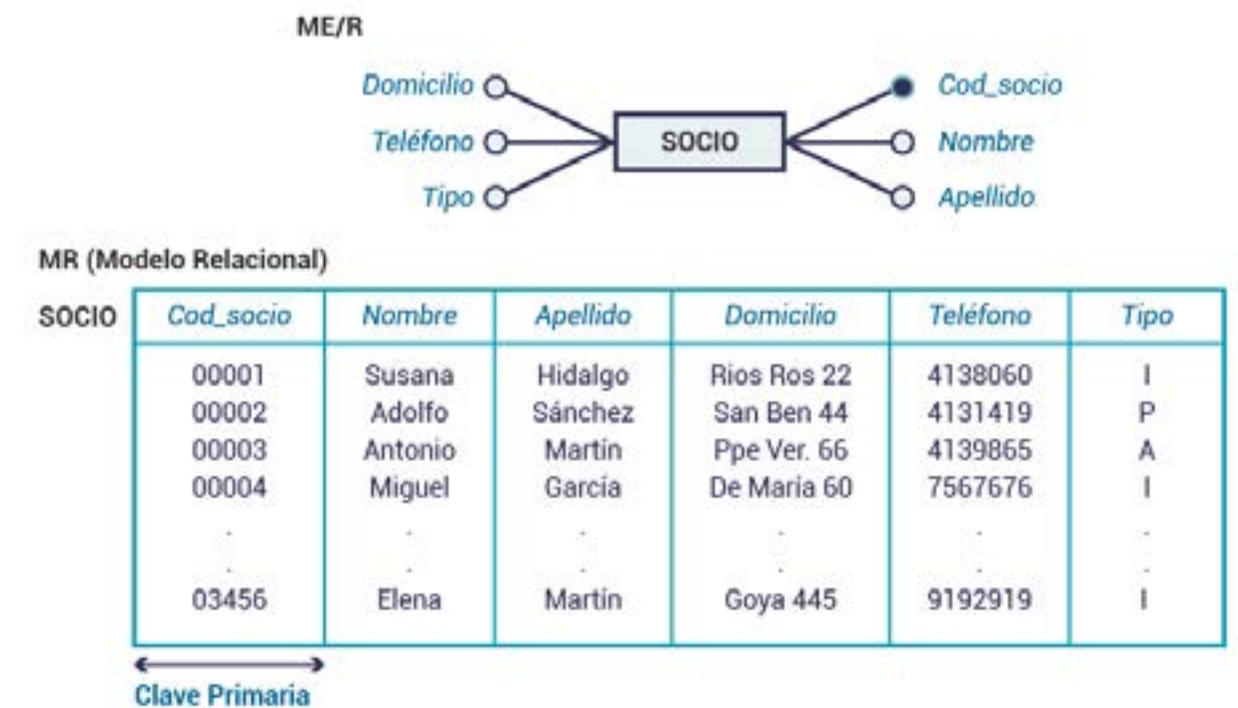 ME/R
Domicilio Cod_socio
Teléfono SOCIO Nombre
Tipo Apellido
MR (Modelo Relacional)
SOCIO Cod_socio Nombre Apellido Domicilio Teléfono Tipo
00001 Susana Hidalgo Rios Ros 22 4138060 I
00002 Adolfo Sánchez San Ben 44 4131419 P
00003 Antonio Martín Ppe Ver. 66 4139865 A
00004 Miguel García De María 60 7567676 I
. . . . . .
. . . . . .
03456 Elena Martín Goya 445 9192919 I
Clave Primaria